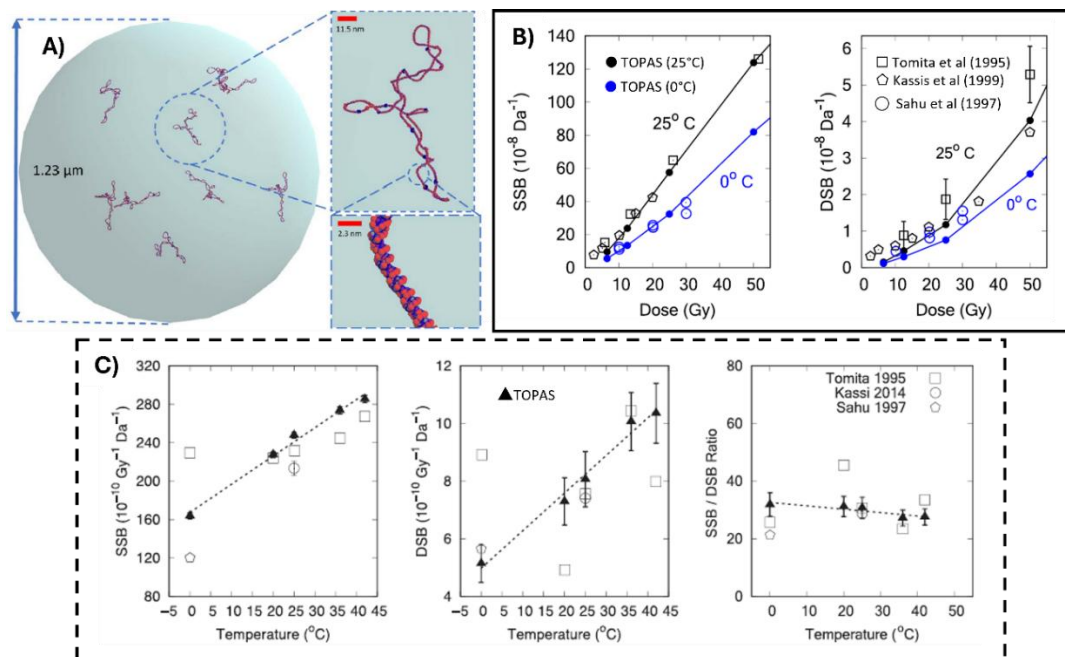 A)
1.23 µm
11.5 nm
2.3 nm
B)
SSB (10⁻⁸ Da⁻¹)
140
120
100
80
60
40
20
0
TOPAS (25°C)
TOPAS (0°C)
25° C
0° C
0 10 20 30 40 50
Dose (Gy)
DSB (10⁻⁸ Da⁻¹)
6
5
4
3
2
1
0
Tomita et al (1995)
Kassis et al (1999)
Sahu et al (1997)
25° C
0° C
0 10 20 30 40 50
Dose (Gy)
C)
SSB (10⁻¹⁰ Gy⁻¹ Da⁻¹)
320
280
240
200
160
120
80
−5 0 5 10 15 20 25 30 35 40 45
Temperature (°C)
DSB (10⁻¹⁰ Gy⁻¹ Da⁻¹)
12
10
8
6
4
TOPAS
−5 0 5 10 15 20 25 30 35 40 45
Temperature (°C)
SSB / DSB Ratio
80
60
40
20
0
Tomita 1995
Kassi 2014
Sahu 1997
0 10 20 30 40 50
Temperature (°C)